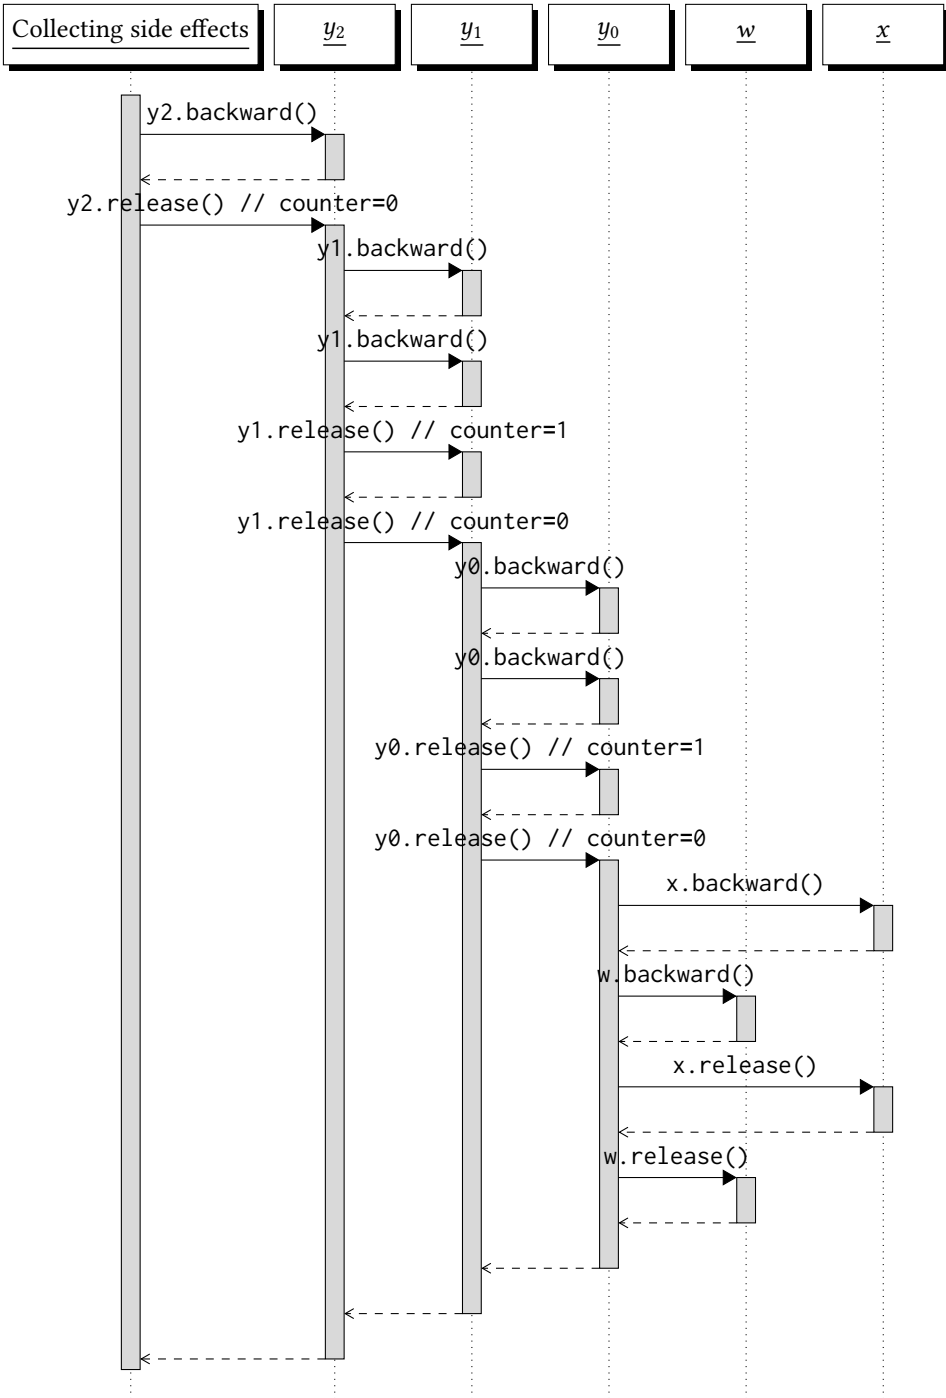 Collecting side effects y₂ y₁ y₀ w x
y2.backward()
y2.release() // counter=0
y1.backward()
y1.backward()
y1.release() // counter=1
y1.release() // counter=0
y0.backward()
y0.backward()
y0.release() // counter=1
y0.release() // counter=0
x.backward()
w.backward()
x.release()
w.release()